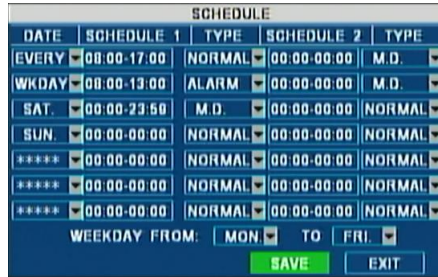 SCHEDULE
DATE SCHEDULE 1 TYPE SCHEDULE 2 TYPE
EVERY 08:00-17:00 NORMAL 00:00-00:00 M.D.
WKDAY 08:00-13:00 ALARM 00:00-00:00 M.D.
SAT. 00:00-23:59 M.D. 00:00-00:00 NORMAL
SUN. 00:00-00:00 NORMAL 00:00-00:00 NORMAL
***** 00:00-00:00 NORMAL 00:00-00:00 NORMAL
***** 00:00-00:00 NORMAL 00:00-00:00 NORMAL
***** 00:00-00:00 NORMAL 00:00-00:00 NORMAL
WEEKDAY FROM: MON. TO FRI.
SAVE EXIT